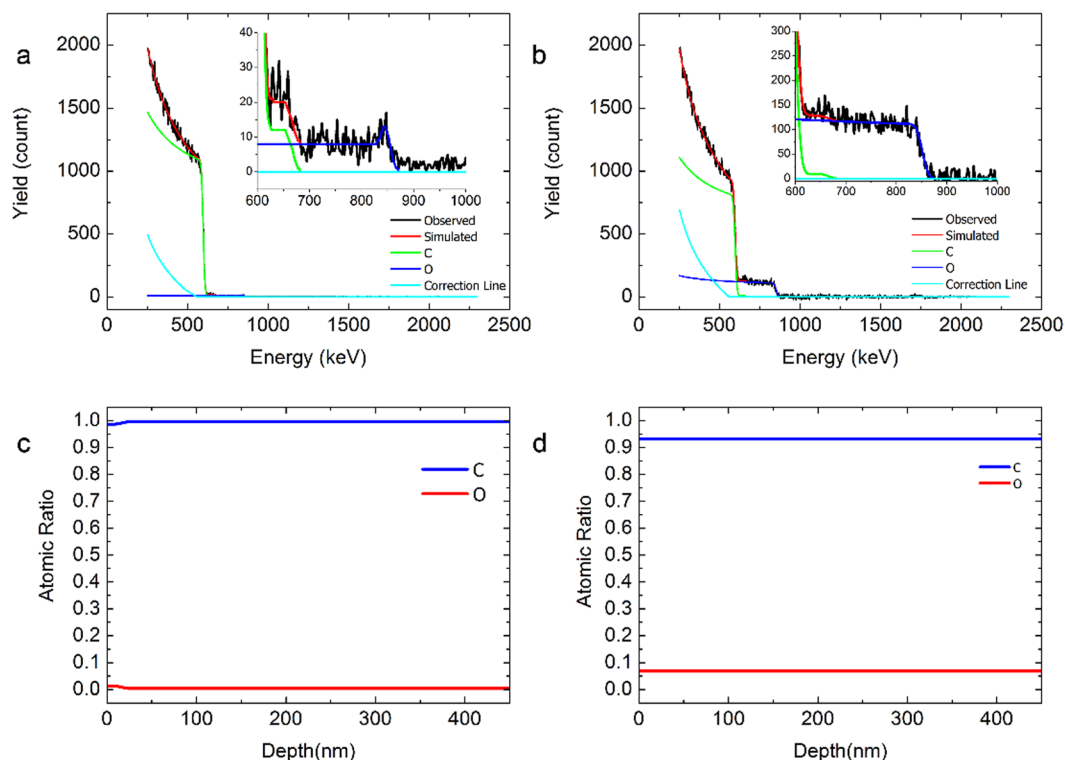 a
Yield (count)
2000
1500
1000
500
0
0 500 1000 1500 2000 2500
Energy (keV)
40
30
20
10
0
600 700 800 900 1000
Observed
Simulated
C
O
Correction Line
b
Yield (count)
2000
1500
1000
500
0
0 500 1000 1500 2000 2500
Energy (keV)
300
250
200
150
100
50
0
600 700 800 900 1000
Observed
Simulated
C
O
Correction Line
c
Atomic Ratio
1.0
0.9
0.8
0.7
0.6
0.5
0.4
0.3
0.2
0.1
0.0
0 100 200 300 400
Depth(nm)
C
O
d
Atomic Ratio
1.0
0.9
0.8
0.7
0.6
0.5
0.4
0.3
0.2
0.1
0.0
0 100 200 300 400
Depth(nm)
C
O